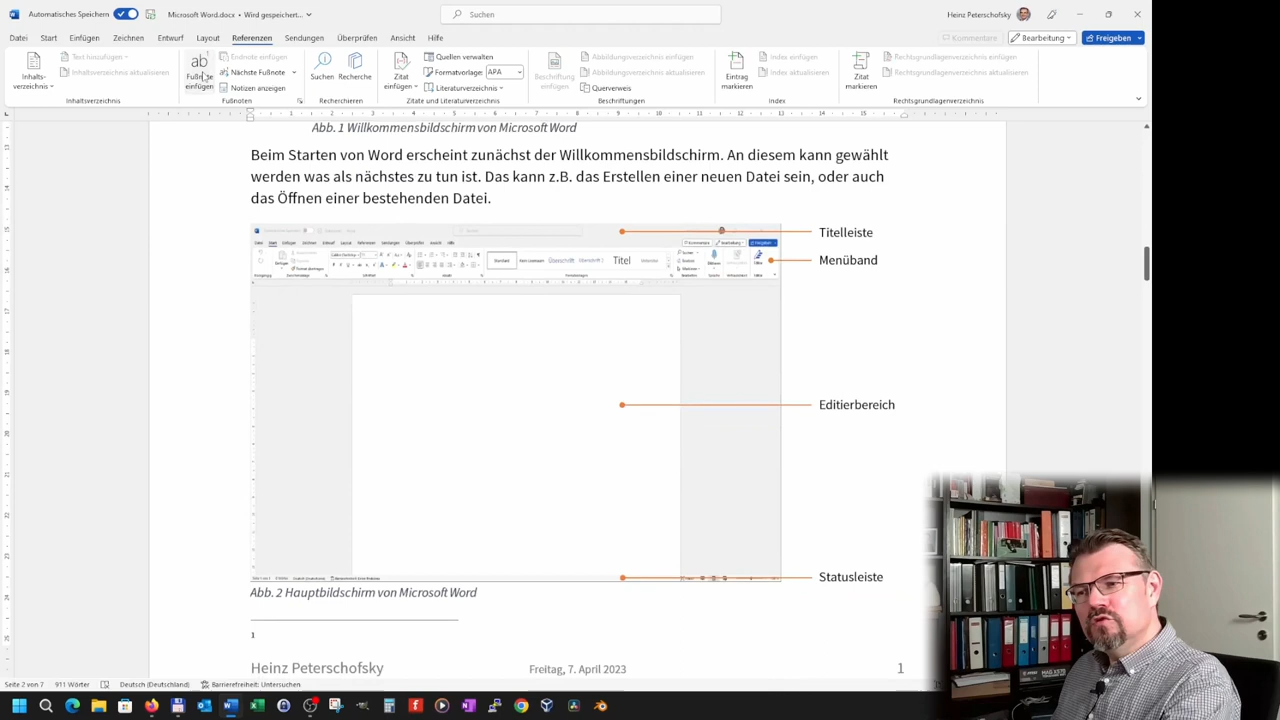 Automatisches Speichern
Microsoft Word.docx • Wird gespeichert...
Suchen
Heinz Peterschofsky
Datei Einfügen Start Zeichnen Entwurf Layout Referenzen Sendungen Überprüfen Ansicht Hilfe
Kommentare Bearbeitung Freigeben
Inhalts-
verzeichnis
Text hinzufügen
Inhaltsverzeichnis aktualisieren
Inhaltsverzeichnis
ab
einfügen
Endnote einfügen
Nächste Fußnote
Notizen anzeigen
Fußnoten
Suchen Recherche
Recherchieren
Zitat
einfügen
Quellen verwalten
Formatvorlage: APA
Literaturverzeichnis
Zitate und Literaturverzeichnis
Beschriftung
einfügen
Abbildungsverzeichnis einfügen
Abbildungsverzeichnis aktualisieren
Querverweis
Beschriftungen
Eintrag
markieren
Index einfügen
Index aktualisieren
Index
Zitat
markieren
Rechtsgrundlagenverzeichnis einfügen
Rechtsgrundlagenverzeichnis aktualisieren
Rechtsgrundlagenverzeichnis
Abb. 1 Willkommensbildschirm von Microsoft Word
Beim Starten von Word erscheint zunächst der Willkommensbildschirm. An diesem kann gewählt
werden was als nächstes zu tun ist. Das kann z.B. das Erstellen einer neuen Datei sein, oder auch
das Öffnen einer bestehenden Datei.
Titelleiste
Menüband
Titel
Editierbereich
Statusleiste
Abb. 2 Hauptbildschirm von Microsoft Word
1
Heinz Peterschofsky Freitag, 7. April 2023 1
Seite 2 von 7 911 Wörter Deutsch (Deutschland) Barrierefreiheit: Untersuchen